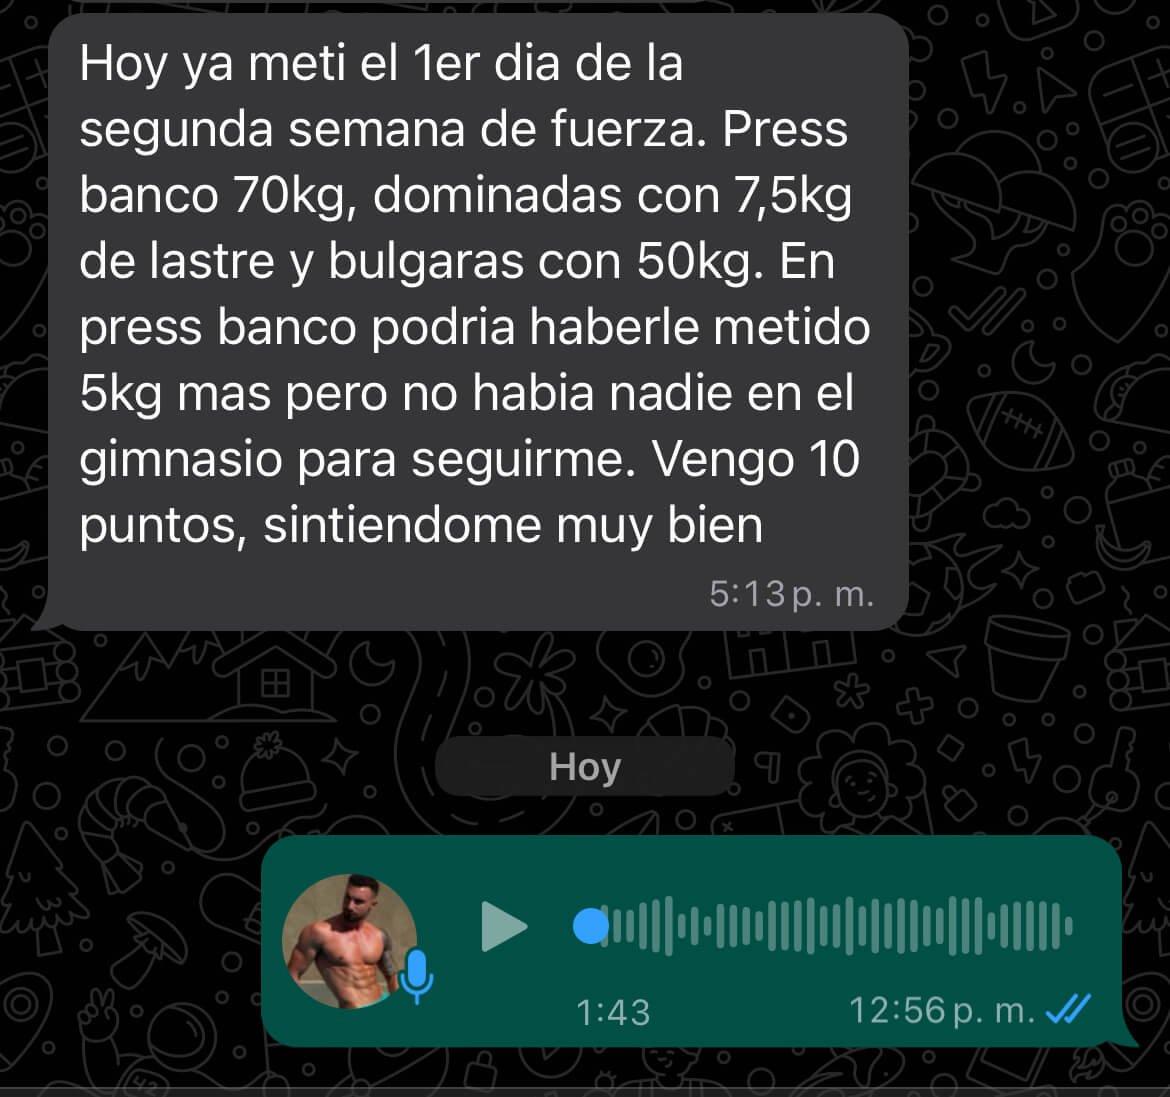 Hoy ya meti el 1er dia de la
segunda semana de fuerza. Press
banco 70kg, dominadas con 7,5kg
de lastre y bulgaras con 50kg. En
press banco podria haberle metido
5kg mas pero no habia nadie en el
gimnasio para seguirme. Vengo 10
puntos, sintiendome muy bien
5:13 p. m.
Hoy
1:43
12:56 p. m.
42